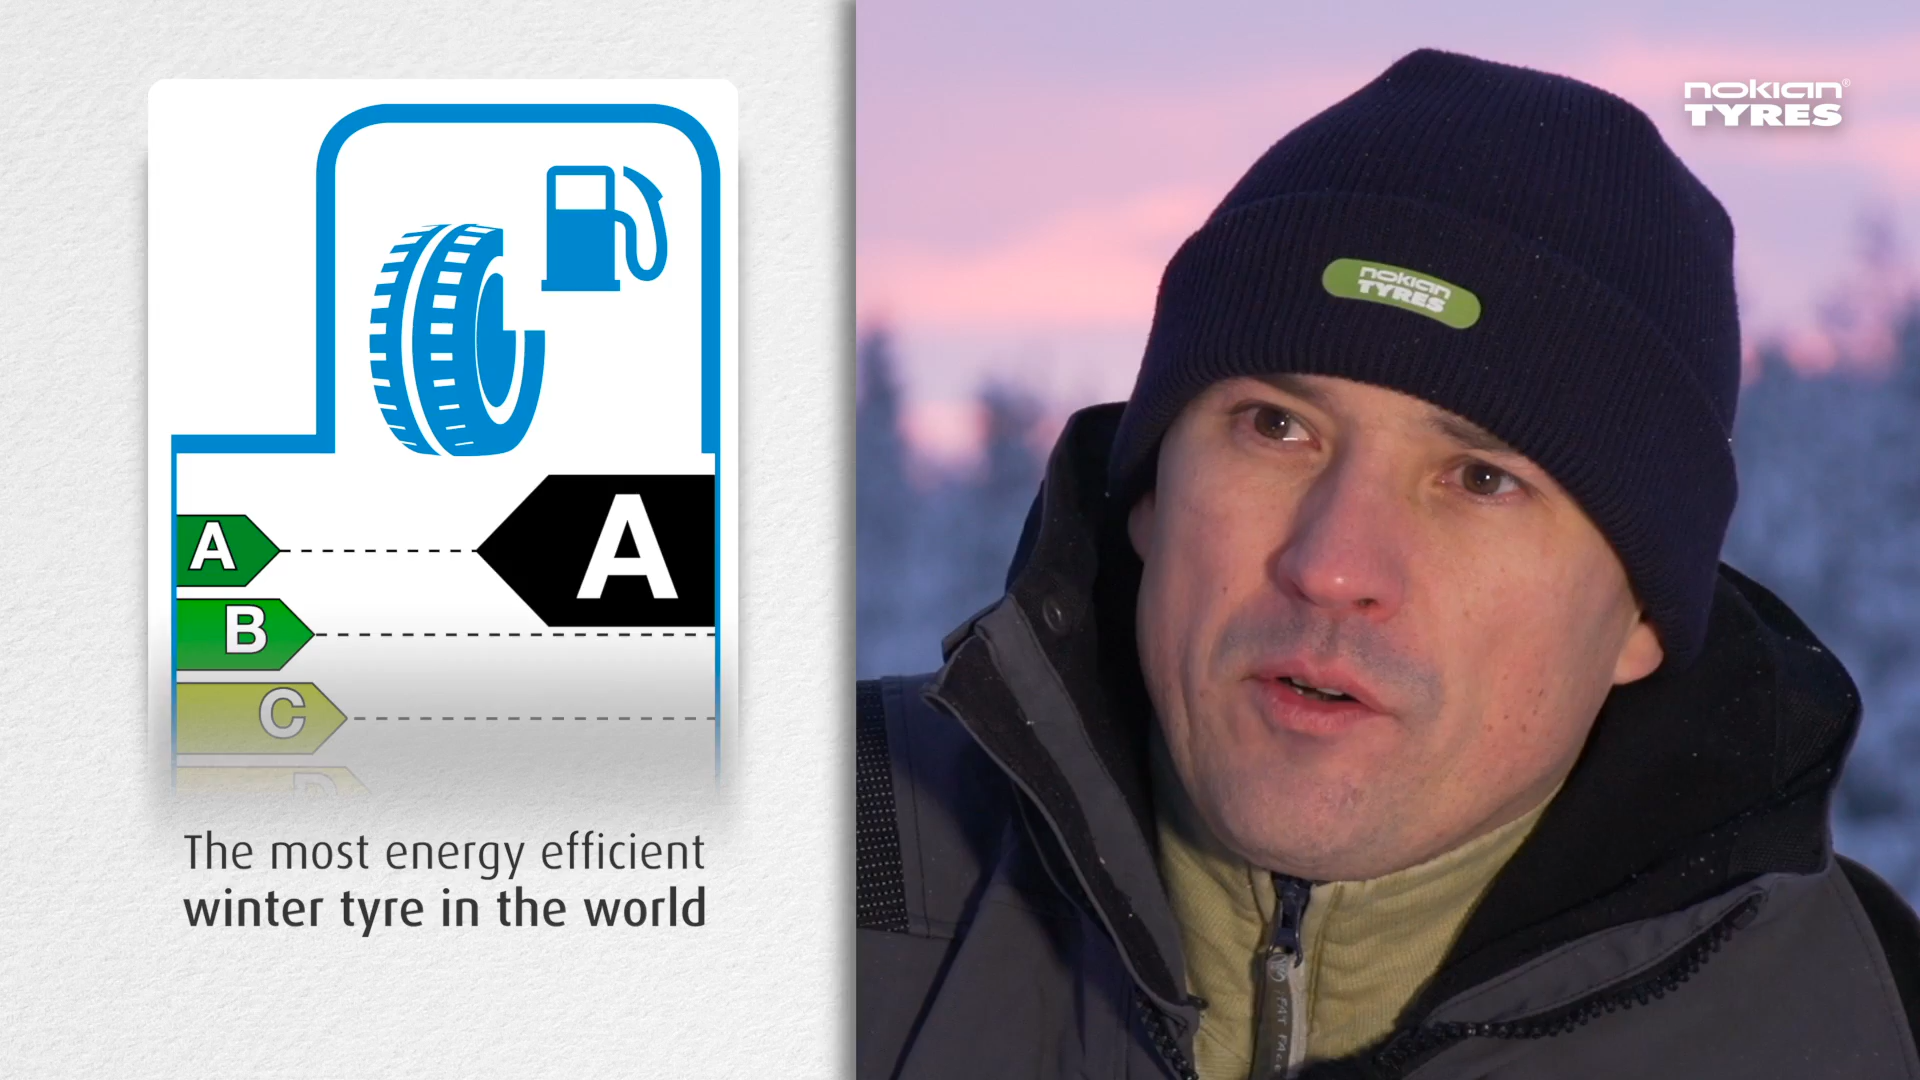 A
A
B
C
D
The most energy efficient
winter tyre in the world
nokian®
TYRES
nokian
TYRES